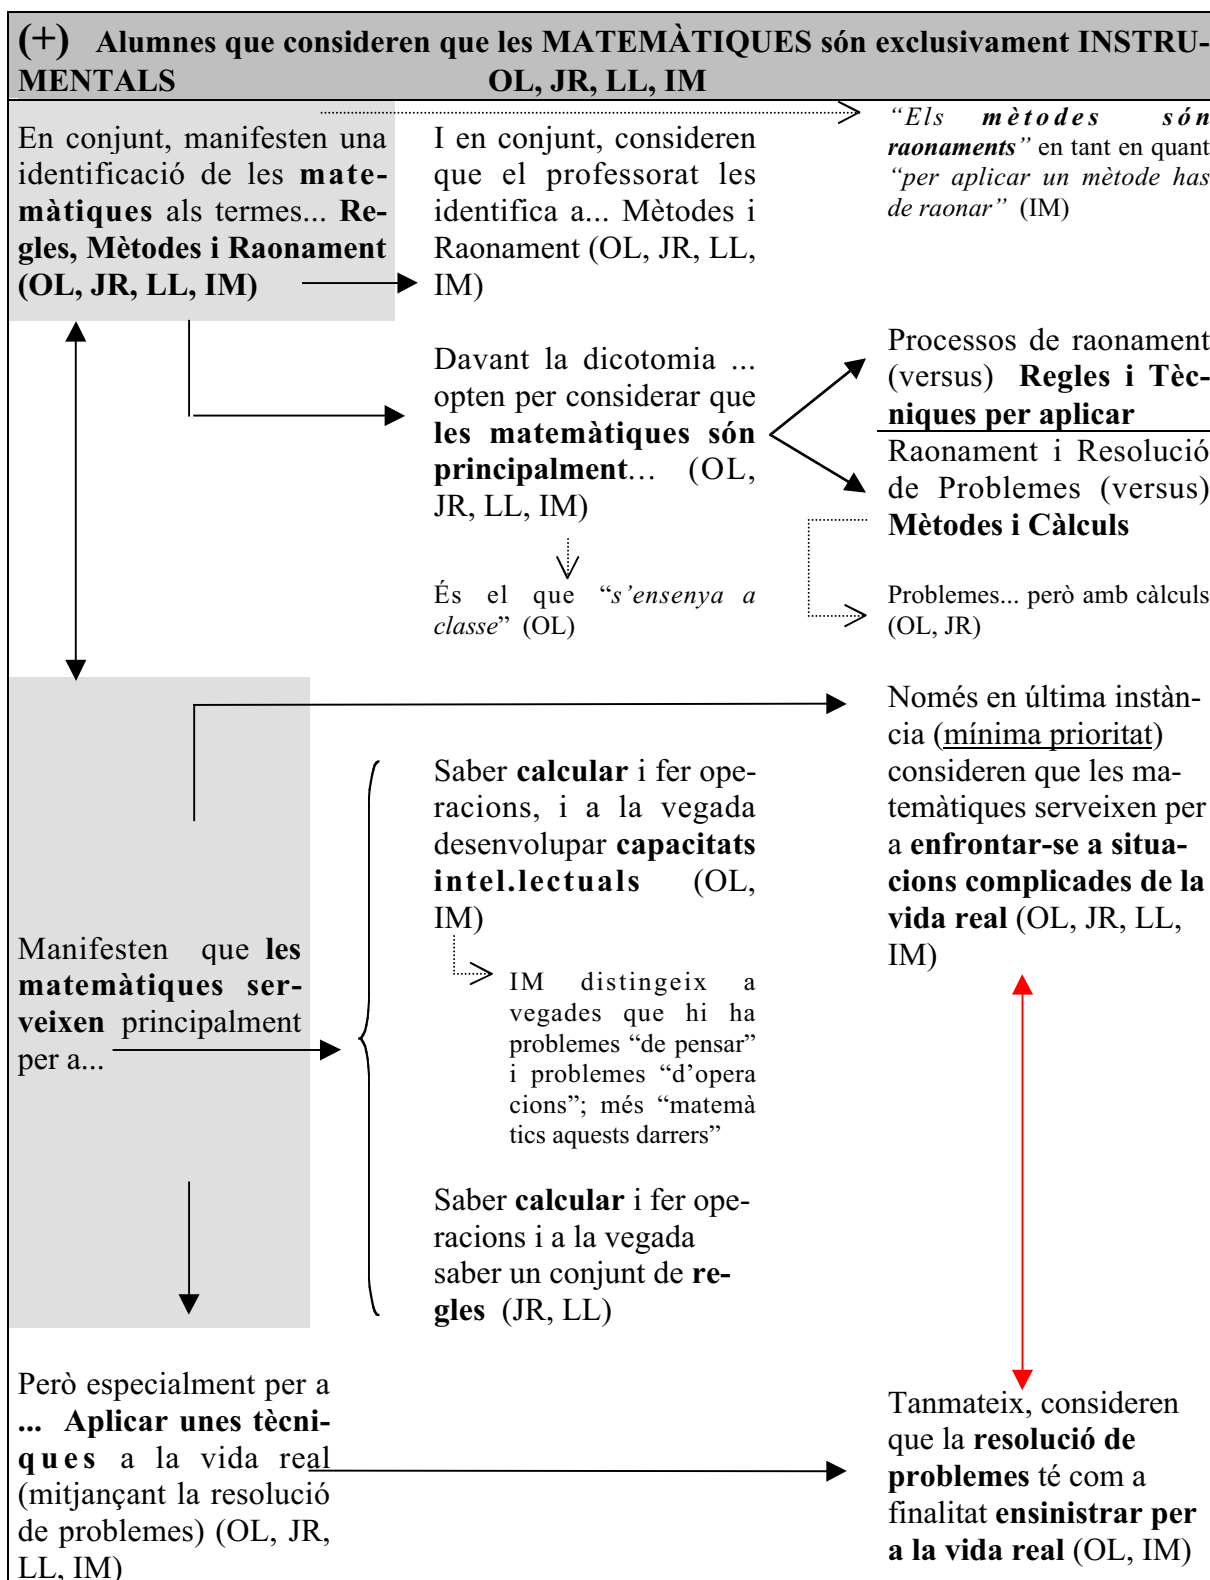 (+) Alumnes que consideren que les MATEMÀTIQUES són exclusivament INSTRU-
MENTALS OL, JR, LL, IM
En conjunt, manifesten una
identificació de les mate-
màtiques als termes... Re-
gles, Mètodes i Raonament
(OL, JR, LL, IM)
I en conjunt, consideren
que el professorat les
identifica a... Mètodes i
Raonament (OL, JR, LL,
IM)
“Els mètodes són
raonaments” en tant en quant
“per aplicar un mètode has
de raonar” (IM)
Davant la dicotomia ...
opten per considerar que
les matemàtiques són
principalment... (OL,
JR, LL, IM)
Processos de raonament
(versus) Regles i Tèc-
niques per aplicar
Raonament i Resolució
de Problemes (versus)
Mètodes i Càlculs
És el que “s’ensenya a
classe” (OL)
Problemes... però amb càlculs
(OL, JR)
Manifesten que les
matemàtiques ser-
veixen principalment
per a...
Saber calcular i fer ope-
racions, i a la vegada
desenvolupar capacitats
intel.lectuals (OL,
IM)
IM distingeix a
vegades que hi ha
problemes “de pensar”
i problemes “d’opera
cions”; més “matemà
tics aquests darrers”
Saber calcular i fer ope-
racions i a la vegada
saber un conjunt de re-
gles (JR, LL)
Només en última instàn-
cia (mínima prioritat)
consideren que les ma-
temàtiques serveixen per
a enfrontar-se a situa-
cions complicades de la
vida real (OL, JR, LL,
IM)
Però especialment per a
... Aplicar unes tècni-
ques a la vida real
(mitjançant la resolució
de problemes) (OL, JR,
LL, IM)
Tanmateix, consideren
que la resolució de
problemes té com a
finalitat ensinistrar per
a la vida real (OL, IM)